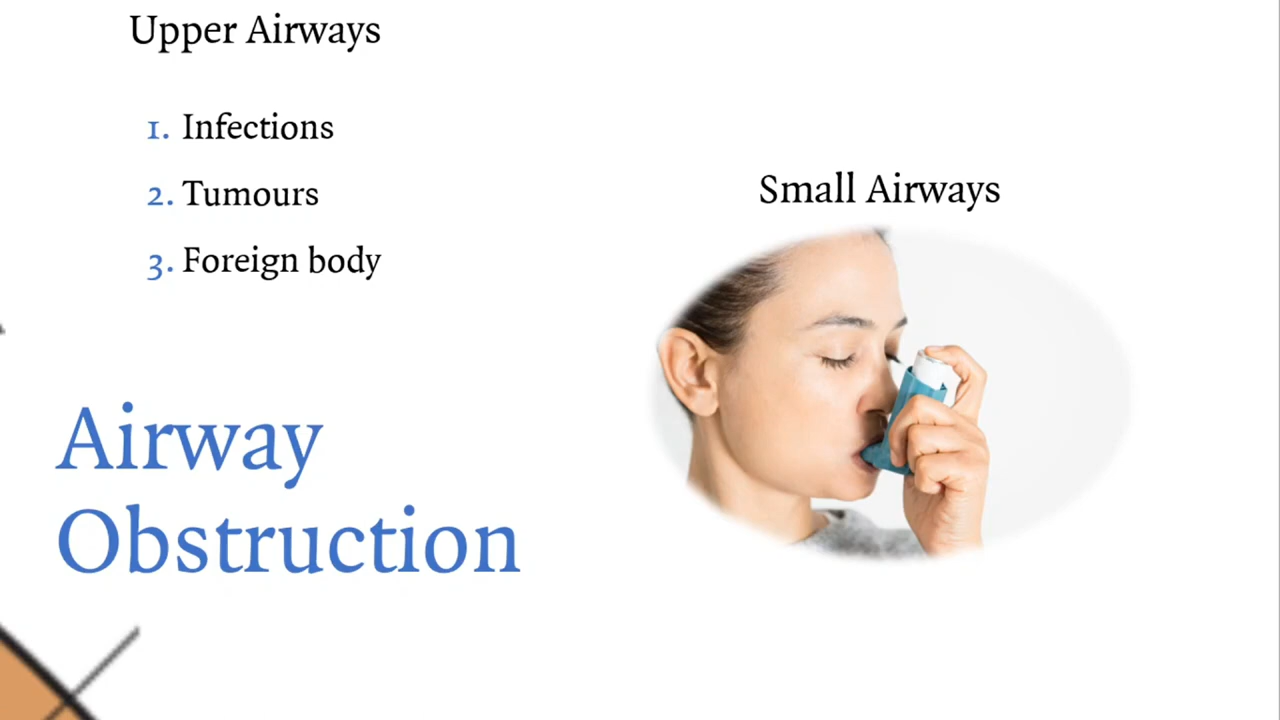 Upper Airways
1. Infections
2. Tumours
3. Foreign body
Small Airways
Airway
Obstruction